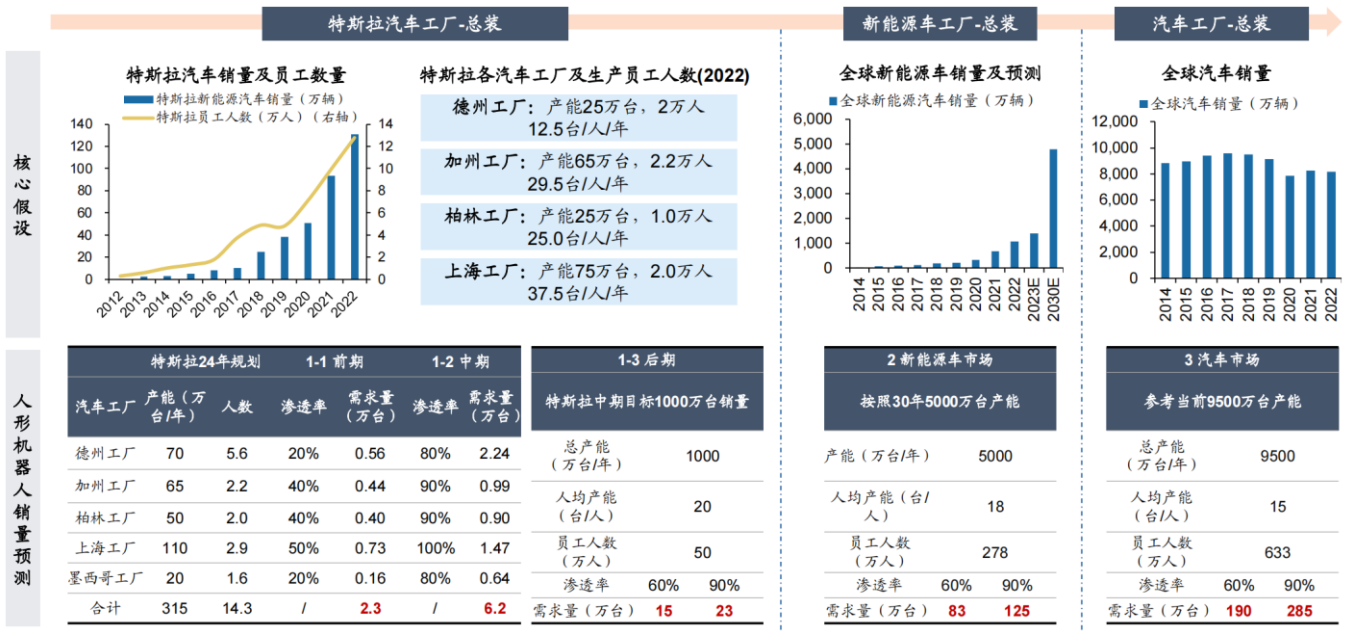 特斯拉汽车工厂-总装
新能源车工厂-总装
汽车工厂-总装
核心假设
特斯拉汽车销量及员工数量
特斯拉新能源汽车销量（万辆）
特斯拉员工人数（万人）（右轴）
140 14
120 12
100 10
80 8
60 6
40 4
20 2
0 0
2012 2013 2014 2015 2016 2017 2018 2019 2020 2021 2022
特斯拉各汽车工厂及生产员工人数(2022)
德州工厂：产能25万台，2万人
12.5台/人/年
加州工厂：产能65万台，2.2万人
29.5台/人/年
柏林工厂：产能25万台，1.0万人
25.0台/人/年
上海工厂：产能75万台，2.0万人
37.5台/人/年
全球新能源车销量及预测
全球新能源汽车销量（万辆）
6,000
5,000
4,000
3,000
2,000
1,000
0
2014 2015 2016 2017 2018 2019 2020 2021 2022 2023E 2030E
全球汽车销量
全球汽车销量（万辆）
12,000
10,000
8,000
6,000
4,000
2,000
0
2014 2015 2016 2017 2018 2019 2020 2021 2022
人形机器人销量预测
特斯拉24年规划 1-1 前期 1-2 中期
汽车工厂 产能（万台/年） 人数 渗透率 需求量（万台） 渗透率 需求量（万台）
德州工厂 70 5.6 20% 0.56 80% 2.24
加州工厂 65 2.2 40% 0.44 90% 0.99
柏林工厂 50 2.0 40% 0.40 90% 0.90
上海工厂 110 2.9 50% 0.73 100% 1.47
墨西哥工厂 20 1.6 20% 0.16 80% 0.64
合计 315 14.3 / 2.3 / 6.2
1-3 后期
特斯拉中期目标1000万台销量
总产能（万台/年） 1000
人均产能（台/人） 20
员工人数（万人） 50
渗透率 60% 90%
需求量（万台） 15 23
2 新能源车市场
按照30年5000万台产能
产能（万台/年） 5000
人均产能（台/人） 18
员工人数（万人） 278
渗透率 60% 90%
需求量（万台） 83 125
3 汽车市场
参考当前9500万台产能
总产能（万台/年） 9500
人均产能（台/人） 15
员工人数（万人） 633
渗透率 60% 90%
需求量（万台） 190 285